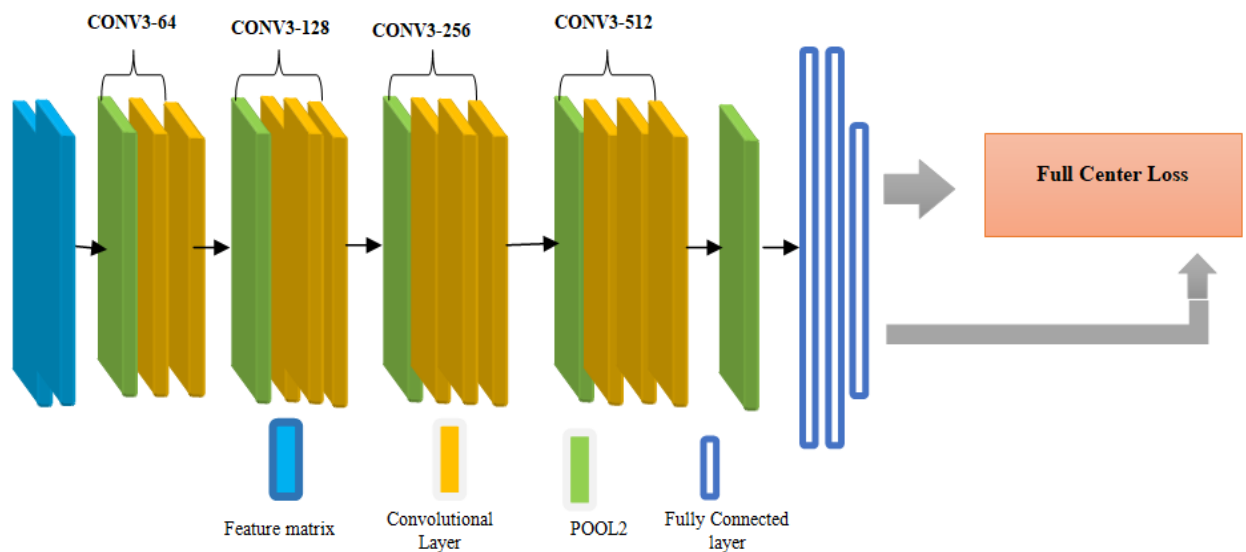 CONV3-64
CONV3-128
CONV3-256
CONV3-512
Full Center Loss
Feature matrix
Convolutional
Layer
POOL2
Fully Connected
layer